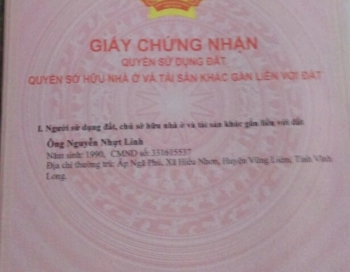 GIẤY CHỨNG NHẬN
QUYỀN SỬ DỤNG ĐẤT
QUYỀN SỞ HỮU NHÀ Ở VÀ TÀI SẢN KHÁC GẮN LIỀN VỚI ĐẤT
I. Người sử dụng đất, chủ sở hữu nhà ở và tài sản khác gắn liền với đất
Ông Nguyễn Nhựt Linh
Năm sinh: 1990, CMND số: 331615537
Địa chỉ thường trú: Ấp Ngã Phú, Xã Hiếu Nhơn, Huyện Vũng Liêm, Tỉnh Vĩnh
Long.